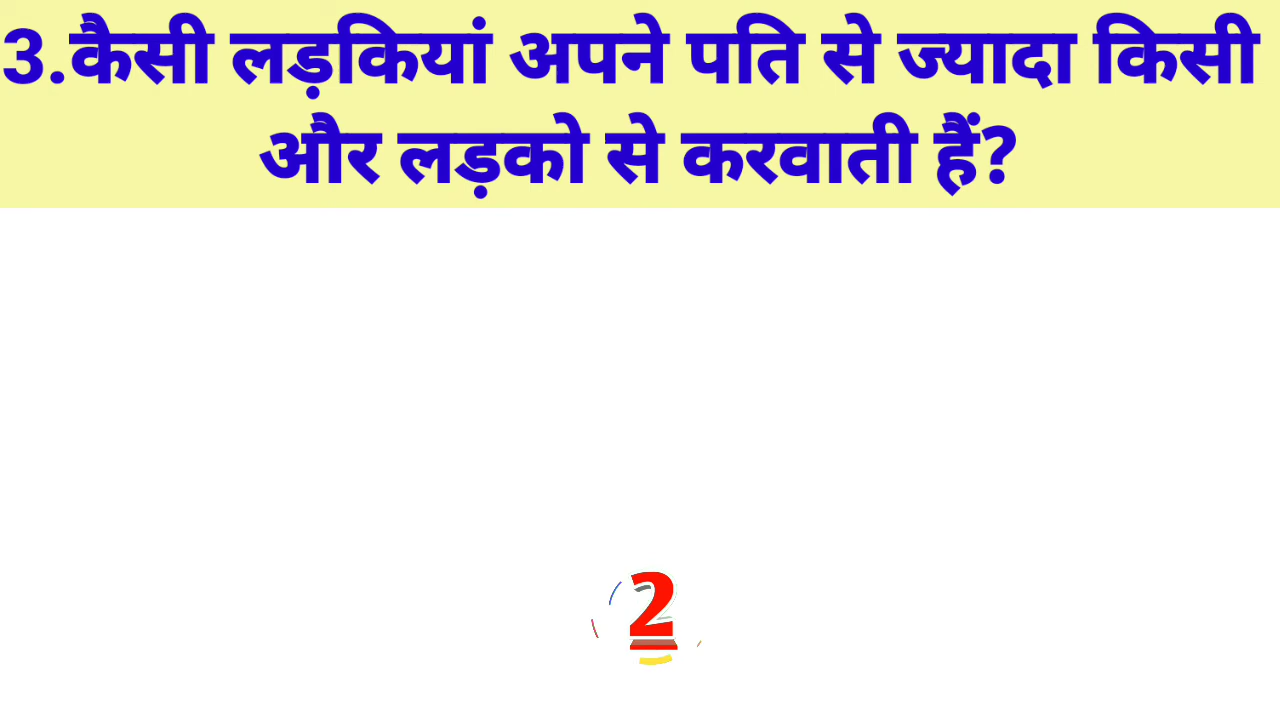 3.कैसी लड़कियां अपने पति से ज्यादा किसी
और लड़को से करवाती हैं?
2